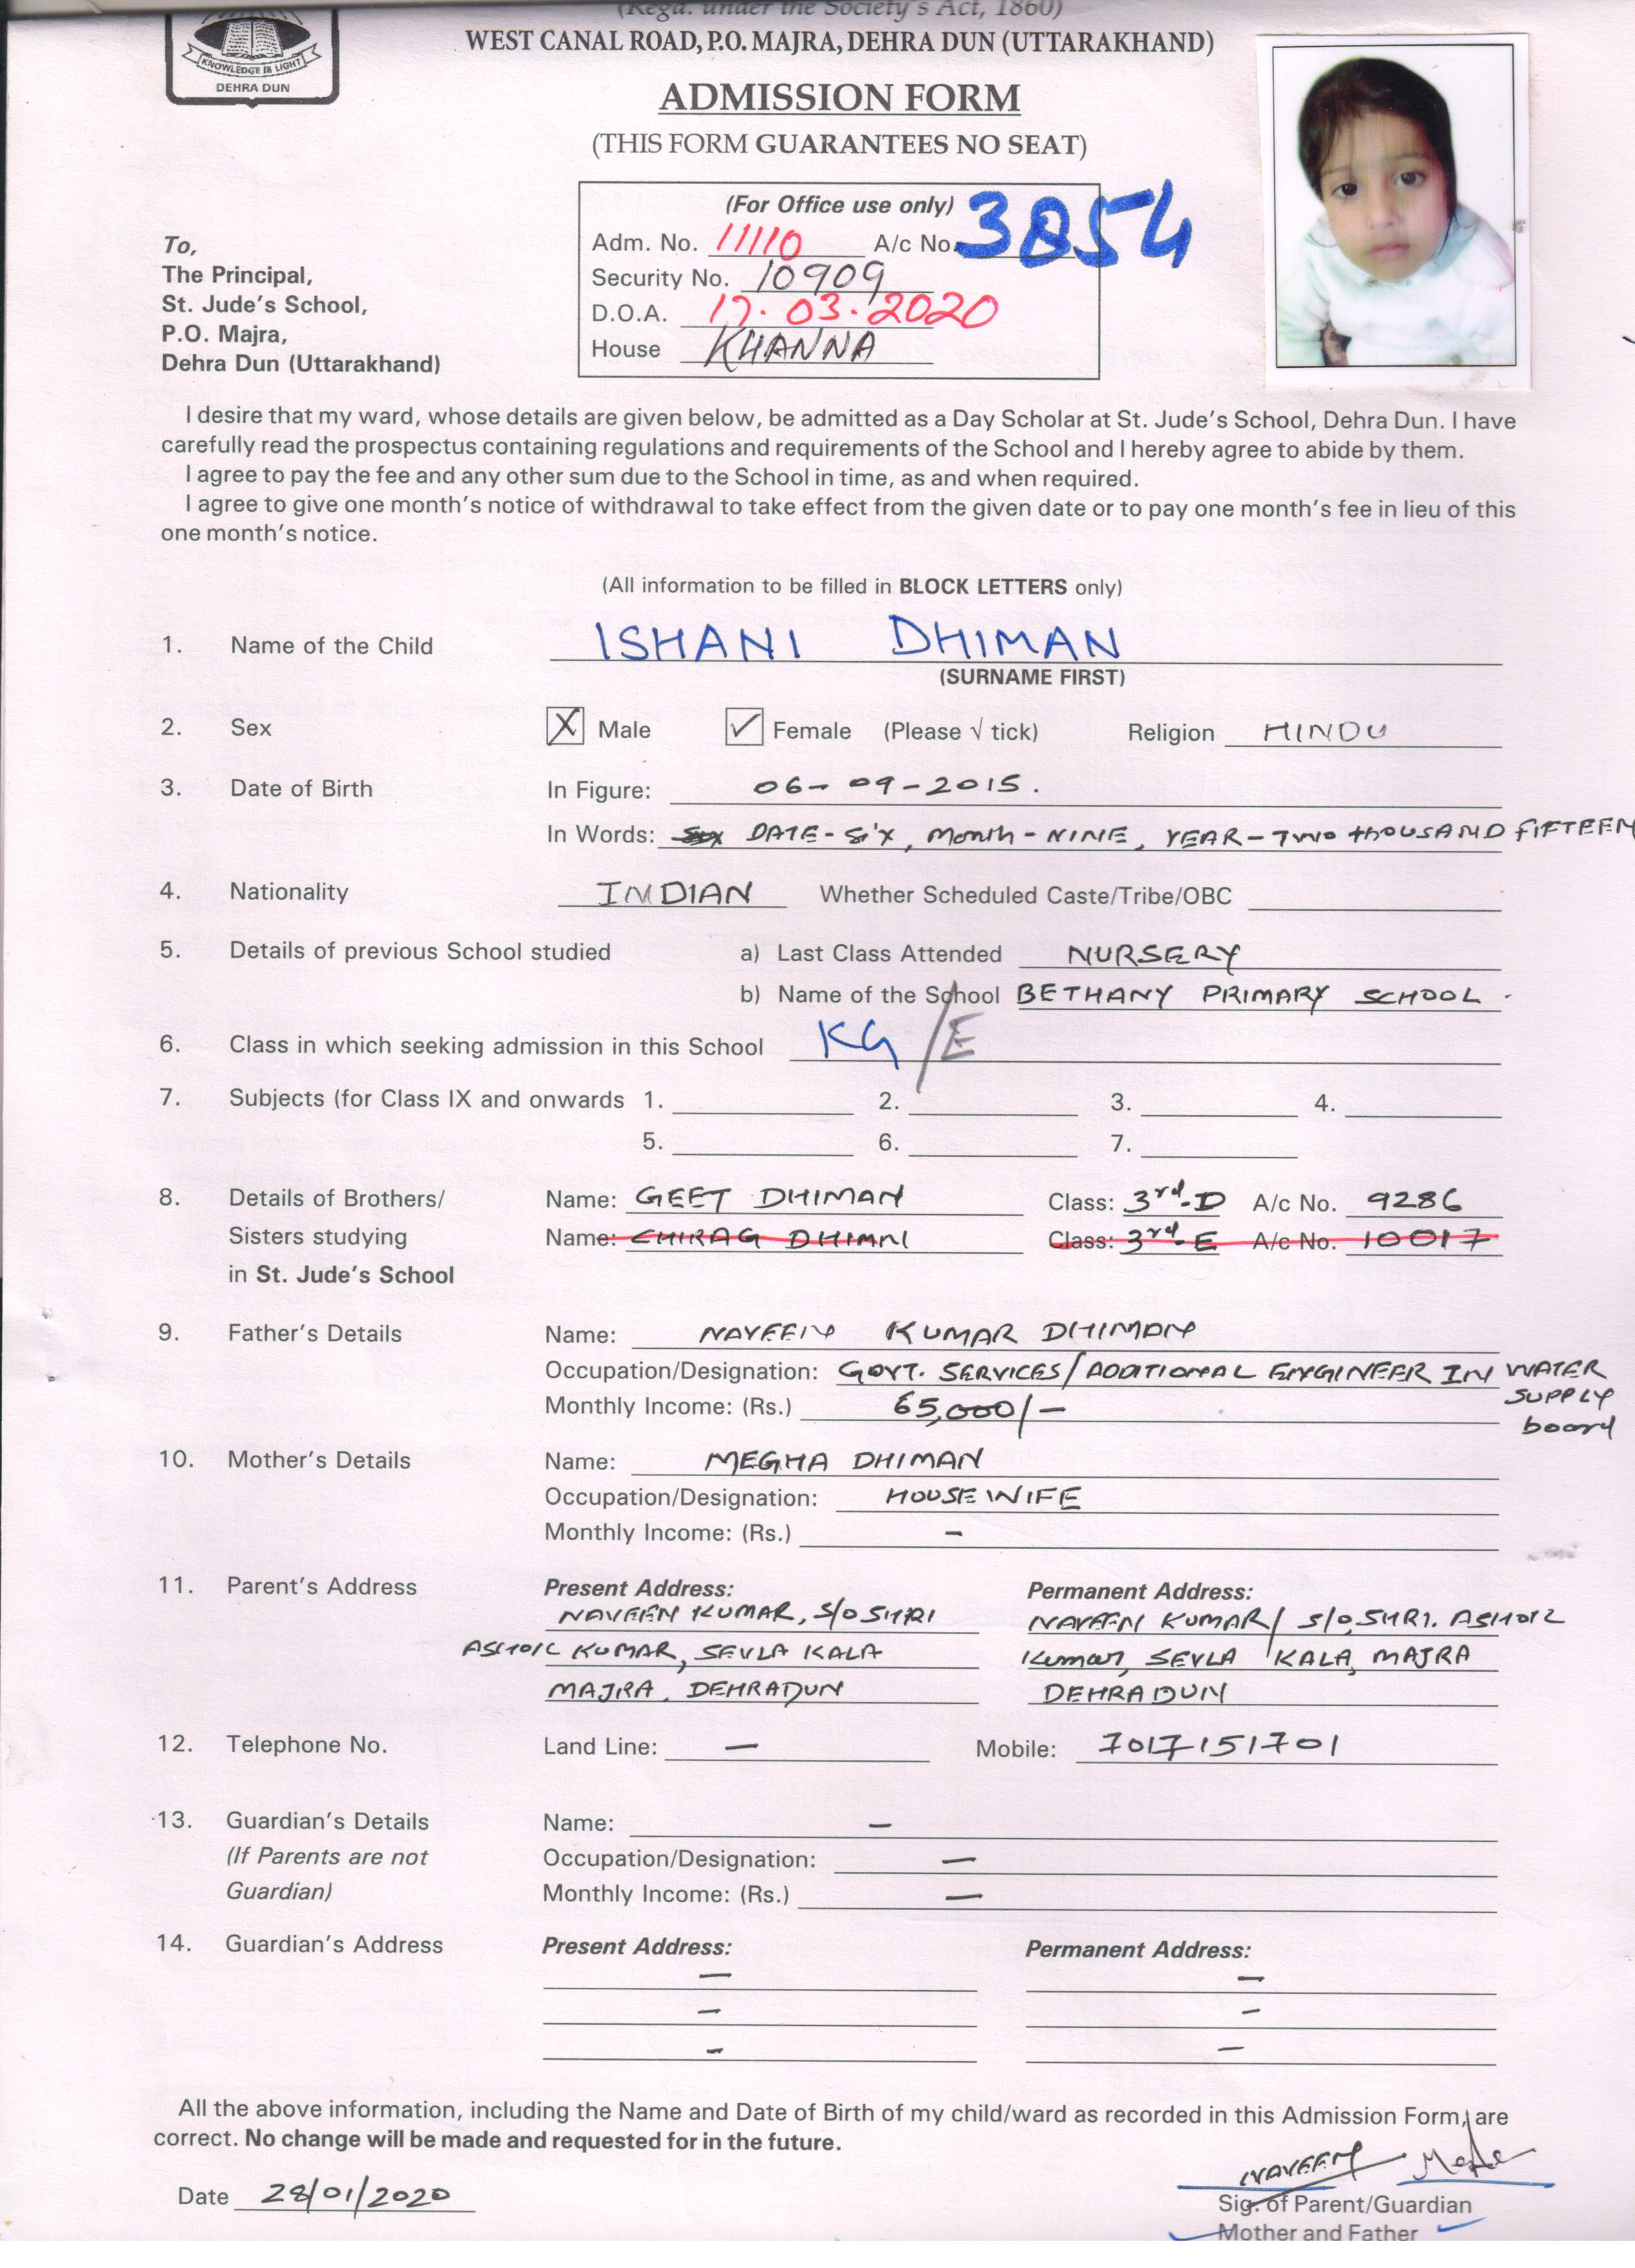 (Regd. under the Society's Act, 1860)
WEST CANAL ROAD, P.O. MAJRA, DEHRA DUN (UTTARAKHAND)
KNOWLEDGE IS LIGHT
DEHRA DUN
ADMISSION FORM
(THIS FORM GUARANTEES NO SEAT)
(For Office use only)
Adm. No. 11110 A/c No. 3854
Security No. 10909
D.O.A. 17.03.2020
House KHANNA
To,
The Principal,
St. Jude's School,
P.O. Majra,
Dehra Dun (Uttarakhand)
I desire that my ward, whose details are given below, be admitted as a Day Scholar at St. Jude's School, Dehra Dun. I have
carefully read the prospectus containing regulations and requirements of the School and I hereby agree to abide by them.
I agree to pay the fee and any other sum due to the School in time, as and when required.
I agree to give one month's notice of withdrawal to take effect from the given date or to pay one month's fee in lieu of this
one month's notice.
(All information to be filled in BLOCK LETTERS only)
1. Name of the Child ISHANI DHIMAN
(SURNAME FIRST)
2. Sex X Male ✓ Female (Please √ tick) Religion HINDU
3. Date of Birth In Figure: 06-09-2015.
In Words: DATE-SIX, Month-NINE, YEAR-TWO thOUSAND FIFTEEN
4. Nationality INDIAN Whether Scheduled Caste/Tribe/OBC
5. Details of previous School studied a) Last Class Attended NURSERY
b) Name of the School BETHANY PRIMARY SCHOOL.
6. Class in which seeking admission in this School KG/E
7. Subjects (for Class IX and onwards 1. 2. 3. 4.
5. 6. 7.
8. Details of Brothers/ Name: GEET DHIMAN Class: 3rd-D A/c No. 9286
Sisters studying Name: CHIRAG DHIMAN Class: 3rd-E A/c No. 10017
in St. Jude's School
9. Father's Details Name: NAVEEN KUMAR DHIMAN
Occupation/Designation: GOVT. SERVICES/ADDITIONAL ENGINEER IN WATER
SUPPLY
Monthly Income: (Rs.) 65,000/-
board
10. Mother's Details Name: MEGHA DHIMAN
Occupation/Designation: HOUSE WIFE
Monthly Income: (Rs.) -
11. Parent's Address Present Address: Permanent Address:
NAVEEN KUMAR, S/O SHRI NAVEEN KUMAR/ S/O, SHRI. ASHOK
ASHOK KUMAR, SEVLA KALA Kumar, SEVLA KALA, MAJRA
MAJRA, DEHRADUN DEHRADUN
12. Telephone No. Land Line: - Mobile: 7017151701
13. Guardian's Details Name: -
(If Parents are not Occupation/Designation: -
Guardian) Monthly Income: (Rs.) -
14. Guardian's Address Present Address: Permanent Address:
- -
- -
- -
All the above information, including the Name and Date of Birth of my child/ward as recorded in this Admission Form, are
correct. No change will be made and requested for in the future.
NAVEEN
Date 28/01/2020
Sig. of Parent/Guardian
Mother and Father